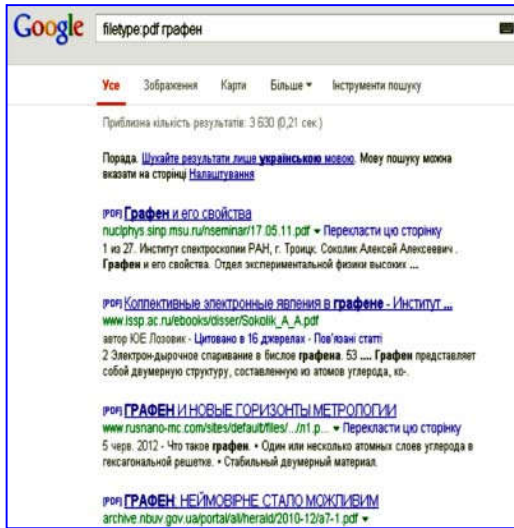 Google
filetype:pdf графен
Усе Зображення Карти Більше Інструменти пошуку
Приблизна кількість результатів: 3 630 (0,21 сек.)
Порада. Шукайте результати лише українською мовою. Мову пошуку можна
вказати на сторінці Налаштування
[PDF] Графен и его свойства
nuclphys.sinp.msu.ru/nseminar/17.05.11.pdf Перекласти цю сторінку
1 из 27. Институт спектроскопии РАН, г. Троицк. Соколик Алексей Алексеевич .
Графен и его свойства. Отдел экспериментальной физики высоких ...
[PDF] Коллективные электронные явления в графене - Институт ...
www.issp.ac.ru/ebooks/disser/Sokolik_A_A.pdf
автор ЮЕ Лозовик - Цитовано в 16 джерелах - Пов'язані статті
2 Электрон-дырочное спаривание в бислое графена. 53 .... Графен представляет
собой двумерную структуру, составленную из атомов углерода, ко-.
[PDF] ГРАФЕН И НОВЫЕ ГОРИЗОНТЫ МЕТРОЛОГИИ
www.rusnano-mc.com/sites/default/files/.../л1.p... Перекласти цю сторінку
5 черв. 2012 - Что такое графен. • Один или несколько атомных слоев углерода в
гексагональной решетке. • Стабильный двумерный материал.
[PDF] ГРАФЕН: НЕЙМОВІРНЕ СТАЛО МОЖЛИВИМ
archive.nbuv.gov.ua/portal/all/herald/2010-12/a7-1.pdf